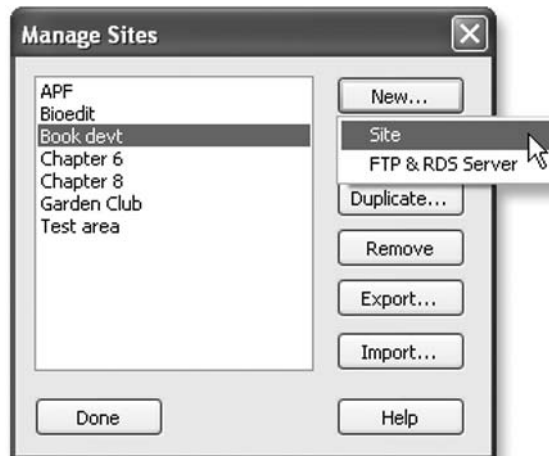 Manage Sites
APF
Bioedit
Book devt
Chapter 6
Chapter 8
Garden Club
Test area
New...
Site
FTP & RDS Server
Duplicate...
Remove
Export...
Import...
Done
Help